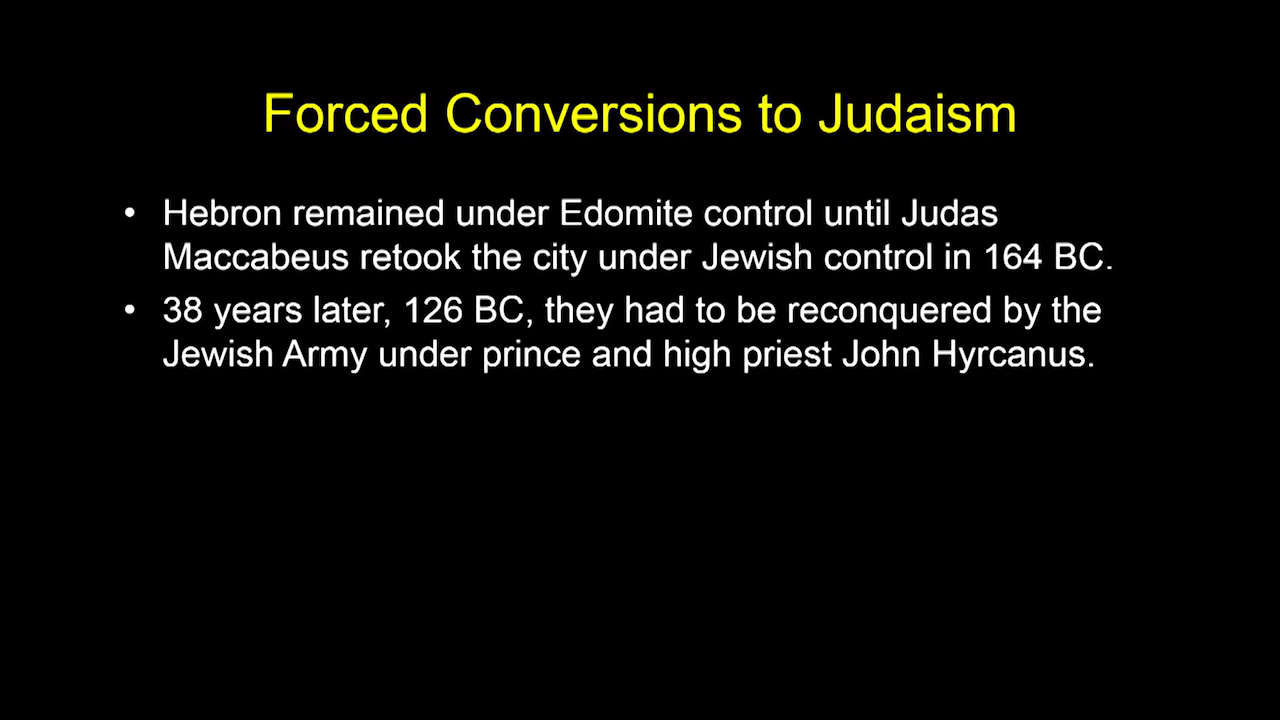 Forced Conversions to Judaism
• Hebron remained under Edomite control until Judas
Maccabeus retook the city under Jewish control in 164 BC.
• 38 years later, 126 BC, they had to be reconquered by the
Jewish Army under prince and high priest John Hyrcanus.